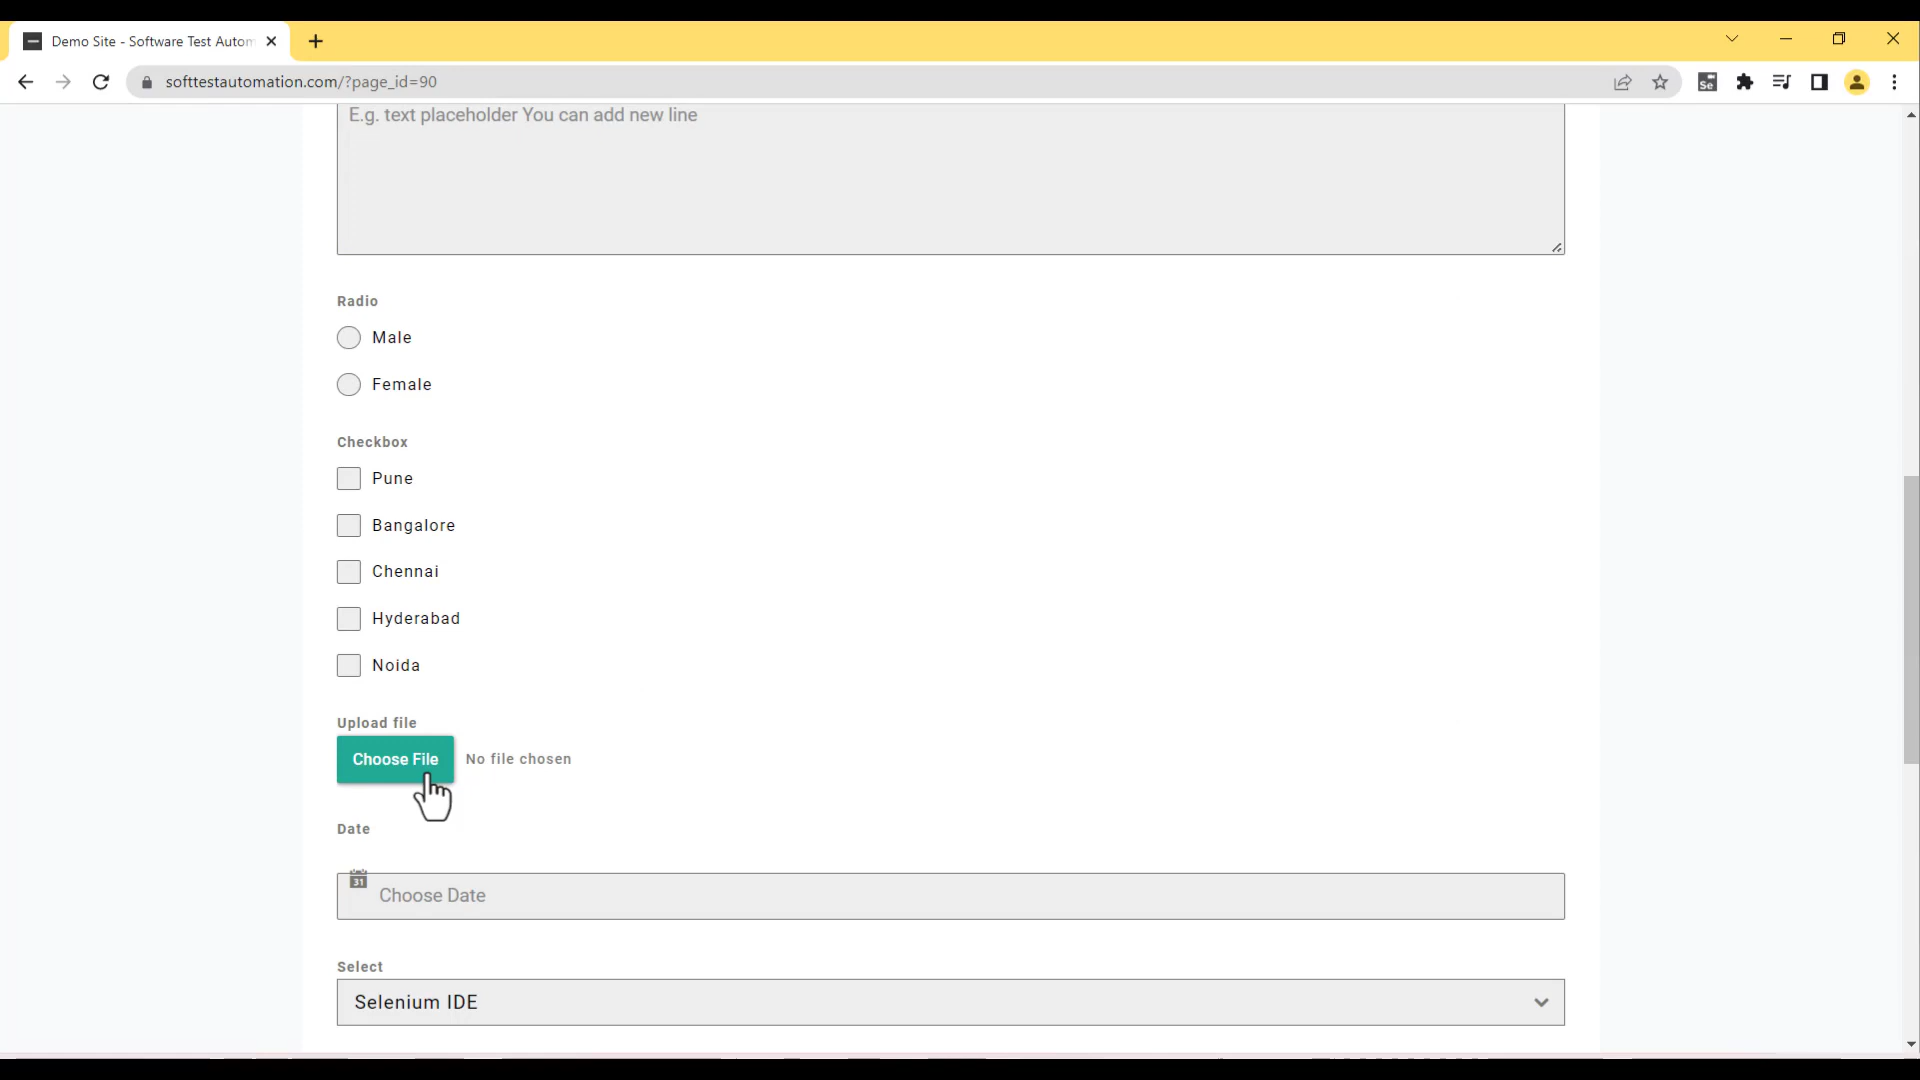 Demo Site - Software Test Autom
softtestautomation.com/?page_id=90
Se
E.g. text placeholder You can add new line
Radio
Male
Female
Checkbox
Pune
Bangalore
Chennai
Hyderabad
Noida
Upload file
Choose File No file chosen
Date
31
Choose Date
Select
Selenium IDE